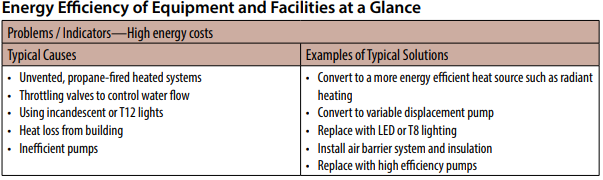 Energy Efficiency of Equipment and Facilities at a Glance
Problems / Indicators—High energy costs
Typical Causes
• Unvented, propane-fired heated systems
• Throttling valves to control water flow
• Using incandescent or T12 lights
• Heat loss from building
• Inefficient pumps
Examples of Typical Solutions
• Convert to a more energy efficient heat source such as radiant
heating
• Convert to variable displacement pump
• Replace with LED or T8 lighting
• Install air barrier system and insulation
• Replace with high efficiency pumps